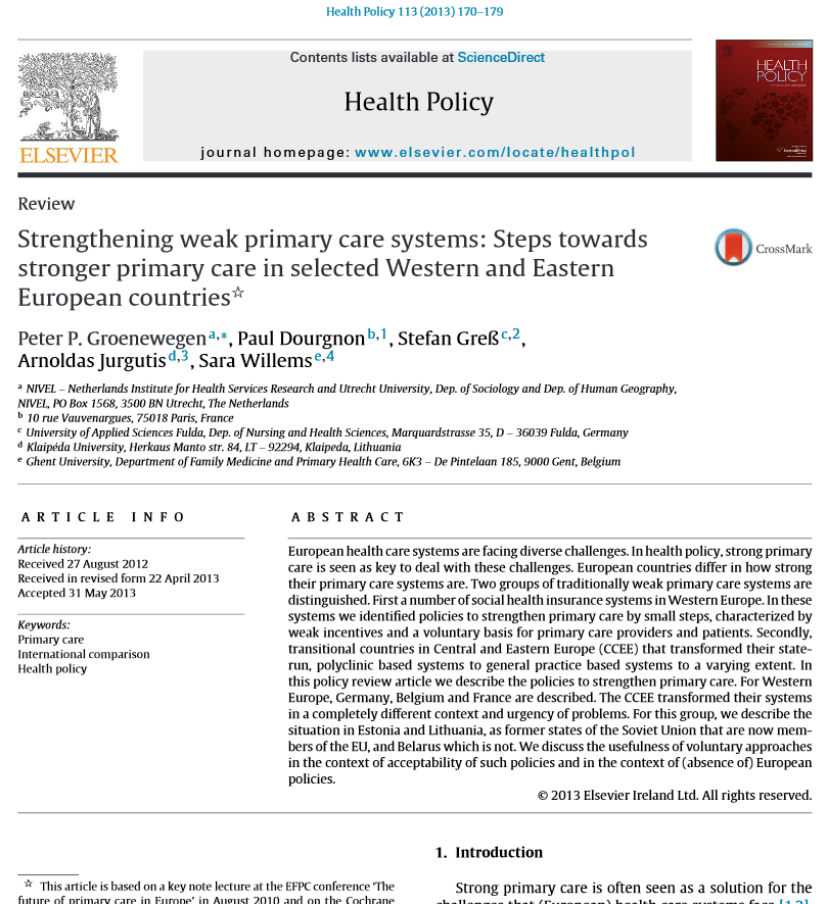 Health Policy 113 (2013) 170–179
Contents lists available at ScienceDirect
Health Policy
journal homepage: www.elsevier.com/locate/healthpol
ELSEVIER
HEALTH
POLICY
Review
Strengthening weak primary care systems: Steps towards
stronger primary care in selected Western and Eastern
European countries☆
CrossMark
Peter P. Groenewegen a,*, Paul Dourgnon b,1, Stefan Greß c,2,
Arnoldas Jurgutis d,3, Sara Willems e,4
a NIVEL – Netherlands Institute for Health Services Research and Utrecht University, Dep. of Sociology and Dep. of Human Geography,
NIVEL, PO Box 1568, 3500 BN Utrecht, The Netherlands
b 10 rue Vauvenargues, 75018 Paris, France
c University of Applied Sciences Fulda, Dep. of Nursing and Health Sciences, Marquardstrasse 35, D – 36039 Fulda, Germany
d Klaipéda University, Herkaus Manto str. 84, LT – 92294, Klaipeda, Lithuania
e Ghent University, Department of Family Medicine and Primary Health Care, 6K3 – De Pintelaan 185, 9000 Gent, Belgium
ARTICLE INFO
Article history:
Received 27 August 2012
Received in revised form 22 April 2013
Accepted 31 May 2013
Keywords:
Primary care
International comparison
Health policy
ABSTRACT
European health care systems are facing diverse challenges. In health policy, strong primary
care is seen as key to deal with these challenges. European countries differ in how strong
their primary care systems are. Two groups of traditionally weak primary care systems are
distinguished. First a number of social health insurance systems in Western Europe. In these
systems we identified policies to strengthen primary care by small steps, characterized by
weak incentives and a voluntary basis for primary care providers and patients. Secondly,
transitional countries in Central and Eastern Europe (CCEE) that transformed their state-
run, polyclinic based systems to general practice based systems to a varying extent. In
this policy review article we describe the policies to strengthen primary care. For Western
Europe, Germany, Belgium and France are described. The CCEE transformed their systems
in a completely different context and urgency of problems. For this group, we describe the
situation in Estonia and Lithuania, as former states of the Soviet Union that are now mem-
bers of the EU, and Belarus which is not. We discuss the usefulness of voluntary approaches
in the context of acceptability of such policies and in the context of (absence of) European
policies.
© 2013 Elsevier Ireland Ltd. All rights reserved.
☆ This article is based on a key note lecture at the EFPC conference 'The
future of primary care in Europe' in August 2010 and on the Cochrane
1. Introduction
Strong primary care is often seen as a solution for the
challenges that (European) health care systems face [1,2].